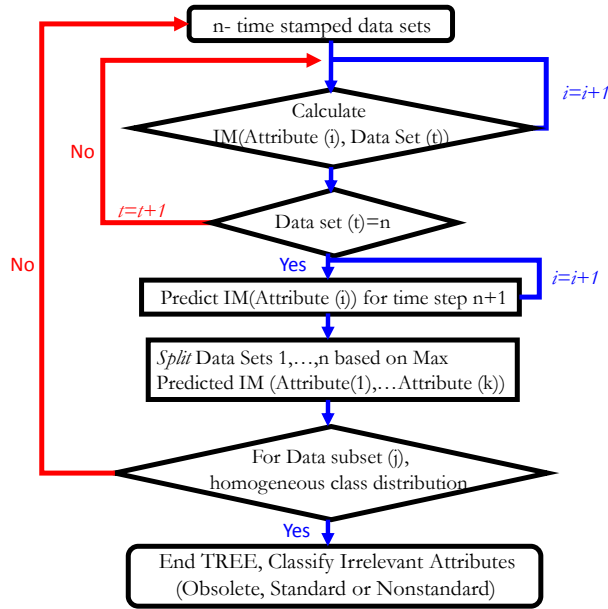 n- time stamped data sets
i=i+1
Calculate
IM(Attribute (i), Data Set (t))
No
t=t+1
Data set (t)=n
No
Yes
i=i+1
Predict IM(Attribute (i)) for time step n+1
Split Data Sets 1,…,n based on Max
Predicted IM (Attribute(1),…Attribute (k))
For Data subset (j),
homogeneous class distribution
Yes
End TREE, Classify Irrelevant Attributes
(Obsolete, Standard or Nonstandard)